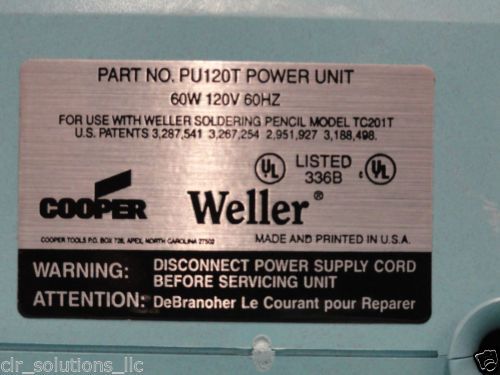 PART NO. PU120T POWER UNIT
60W 120V 60HZ
FOR USE WITH WELLER SOLDERING PENCIL MODEL TC201T
U.S. PATENTS 3,287,541 3,267,254 2,951,927 3,188,498.
UL LISTED c UL
336B
COOPER Weller®
COOPER TOOLS P.O. BOX 728, APEX, NORTH CAROLINA 27502 MADE AND PRINTED IN U.S.A.
WARNING: DISCONNECT POWER SUPPLY CORD
BEFORE SERVICING UNIT
ATTENTION: DeBranoher Le Courant pour Reparer
clr_solutions_llc